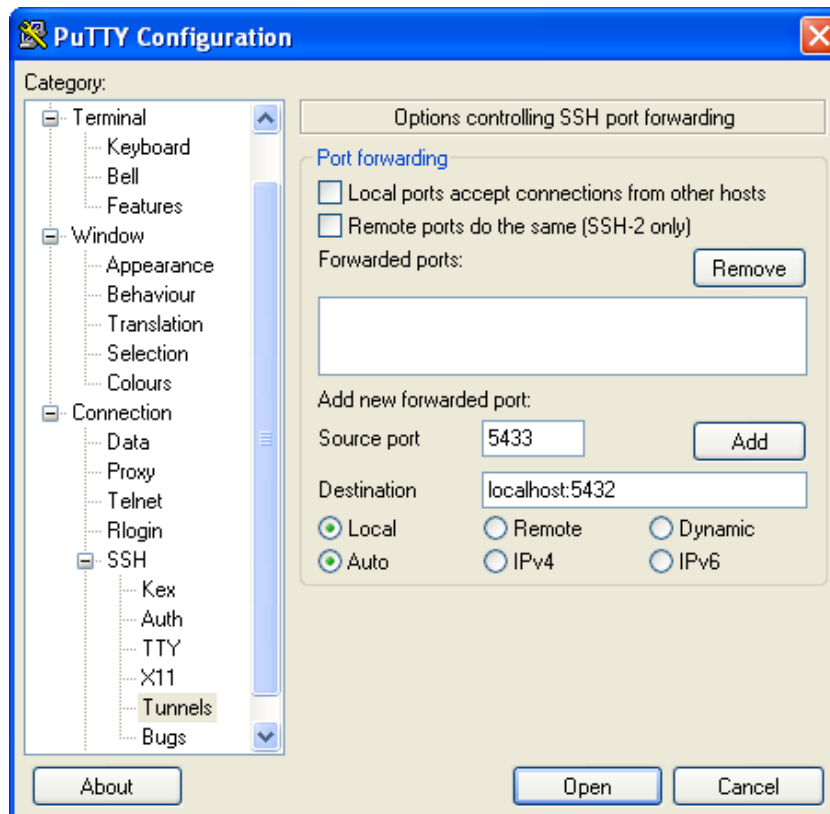 PuTTY Configuration
Category:
Terminal
Keyboard
Bell
Features
Window
Appearance
Behaviour
Translation
Selection
Colours
Connection
Data
Proxy
Telnet
Rlogin
SSH
Kex
Auth
TTY
X11
Tunnels
Bugs
Options controlling SSH port forwarding
Port forwarding
Local ports accept connections from other hosts
Remote ports do the same (SSH-2 only)
Forwarded ports:
Remove
Add new forwarded port:
Source port 5433 Add
Destination localhost:5432
Local Remote Dynamic
Auto IPv4 IPv6
About Open Cancel